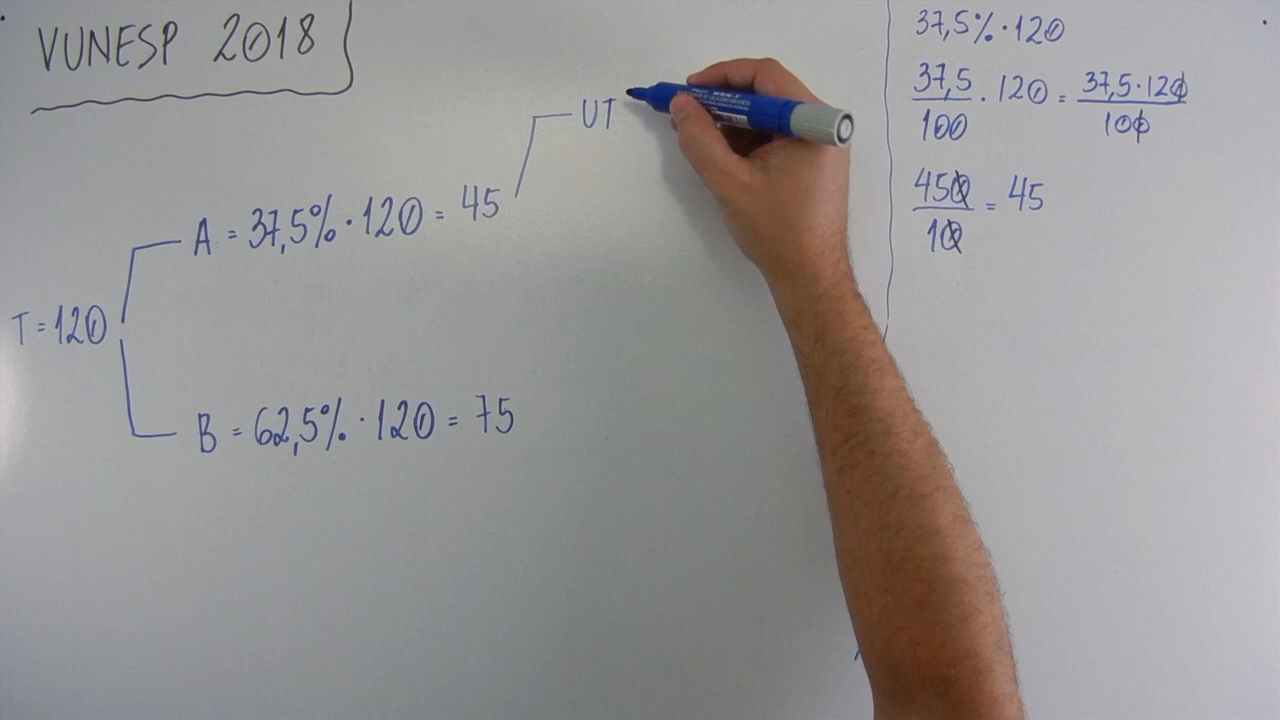 VUNESP 2018
UT
A = 37,5% · 120 = 45
T = 120
B = 62,5% · 120 = 75
37,5% · 120
37,5/100 · 120 = 37,5 · 120/100
450/10 = 45